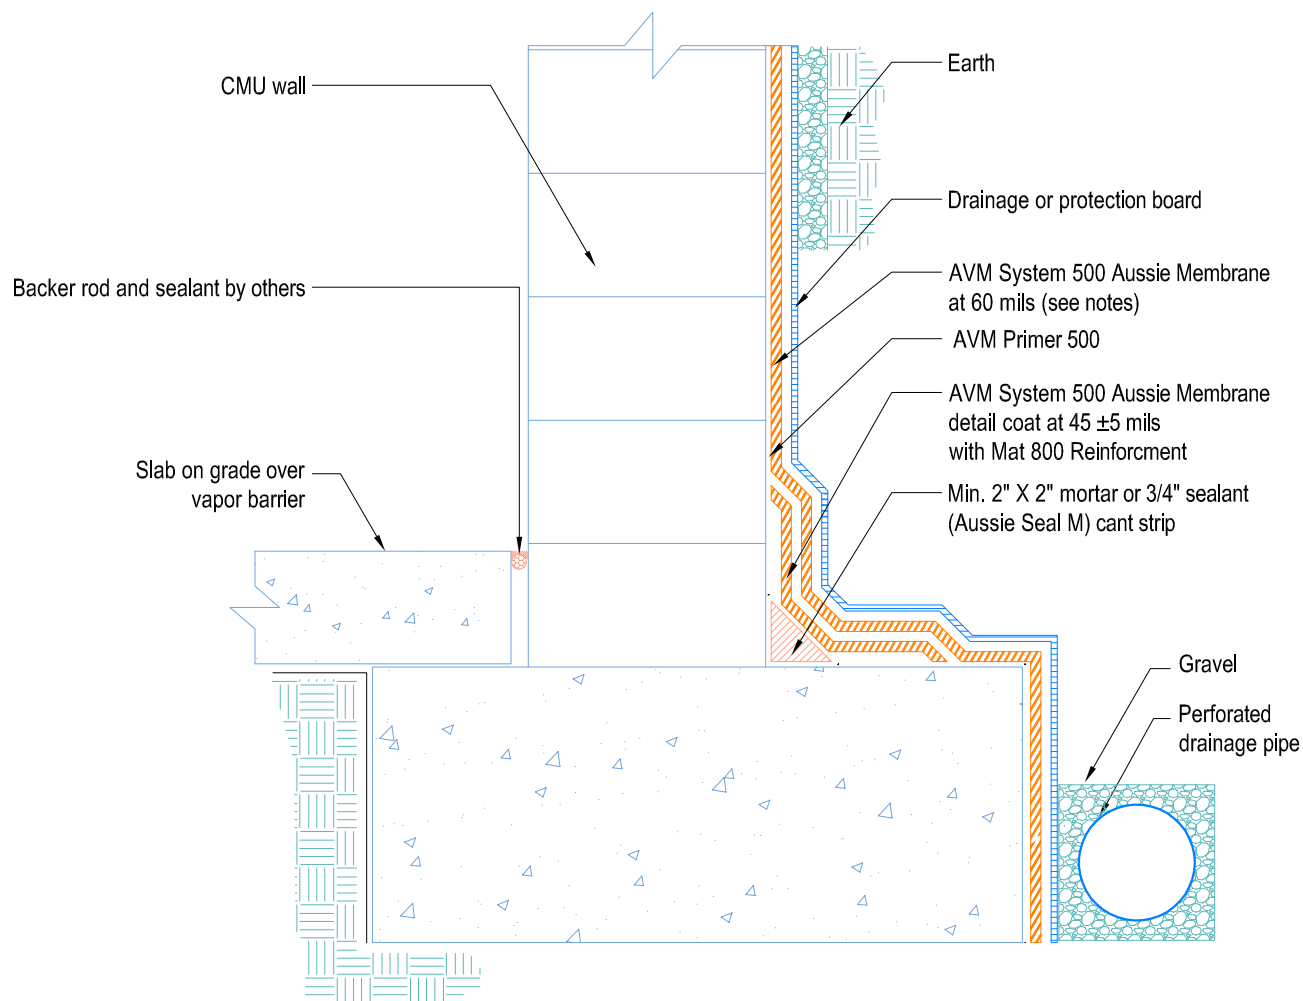 CMU wall
Backer rod and sealant by others
Slab on grade over
vapor barrier
Earth
Drainage or protection board
AVM System 500 Aussie Membrane
at 60 mils (see notes)
AVM Primer 500
AVM System 500 Aussie Membrane
detail coat at 45 ±5 mils
with Mat 800 Reinforcment
Min. 2" X 2" mortar or 3/4" sealant
(Aussie Seal M) cant strip
Gravel
Perforated
drainage pipe